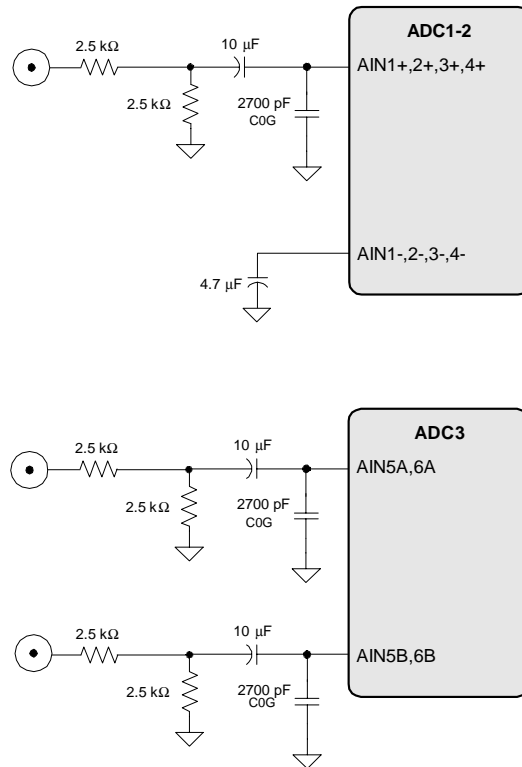 ADC1-2
10 µF
2.5 kΩ
AIN1+,2+,3+,4+
2.5 kΩ
2700 pF
C0G
AIN1-,2-,3-,4-
4.7 µF
ADC3
2.5 kΩ
10 µF
AIN5A,6A
2.5 kΩ
2700 pF
C0G
2.5 kΩ
10 µF
AIN5B,6B
2.5 kΩ
2700 pF
C0G